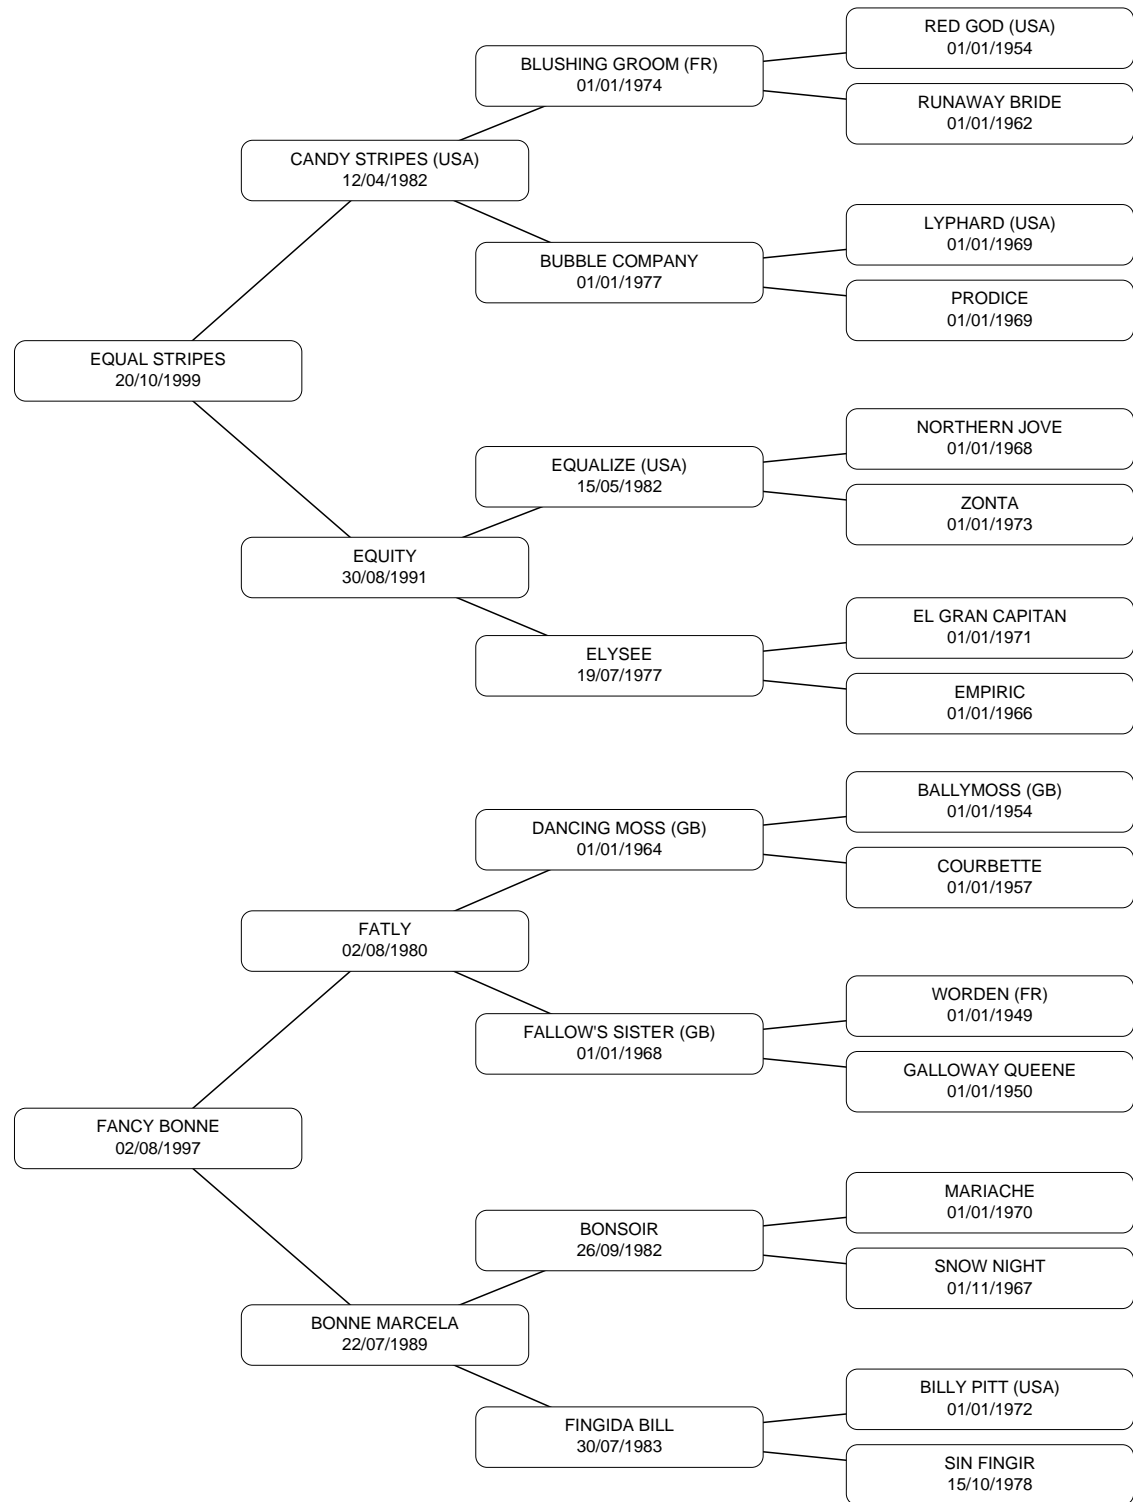 RED GOD (USA)
01/01/1954
BLUSHING GROOM (FR)
01/01/1974
RUNAWAY BRIDE
01/01/1962
CANDY STRIPES (USA)
12/04/1982
LYPHARD (USA)
01/01/1969
BUBBLE COMPANY
01/01/1977
PRODICE
01/01/1969
EQUAL STRIPES
20/10/1999
NORTHERN JOVE
01/01/1968
EQUALIZE (USA)
15/05/1982
ZONTA
01/01/1973
EQUITY
30/08/1991
EL GRAN CAPITAN
01/01/1971
ELYSEE
19/07/1977
EMPIRIC
01/01/1966
BALLYMOSS (GB)
01/01/1954
DANCING MOSS (GB)
01/01/1964
COURBETTE
01/01/1957
FATLY
02/08/1980
WORDEN (FR)
01/01/1949
FALLOW'S SISTER (GB)
01/01/1968
GALLOWAY QUEENE
01/01/1950
FANCY BONNE
02/08/1997
MARIACHE
01/01/1970
BONSOIR
26/09/1982
SNOW NIGHT
01/11/1967
BONNE MARCELA
22/07/1989
BILLY PITT (USA)
01/01/1972
FINGIDA BILL
30/07/1983
SIN FINGIR
15/10/1978